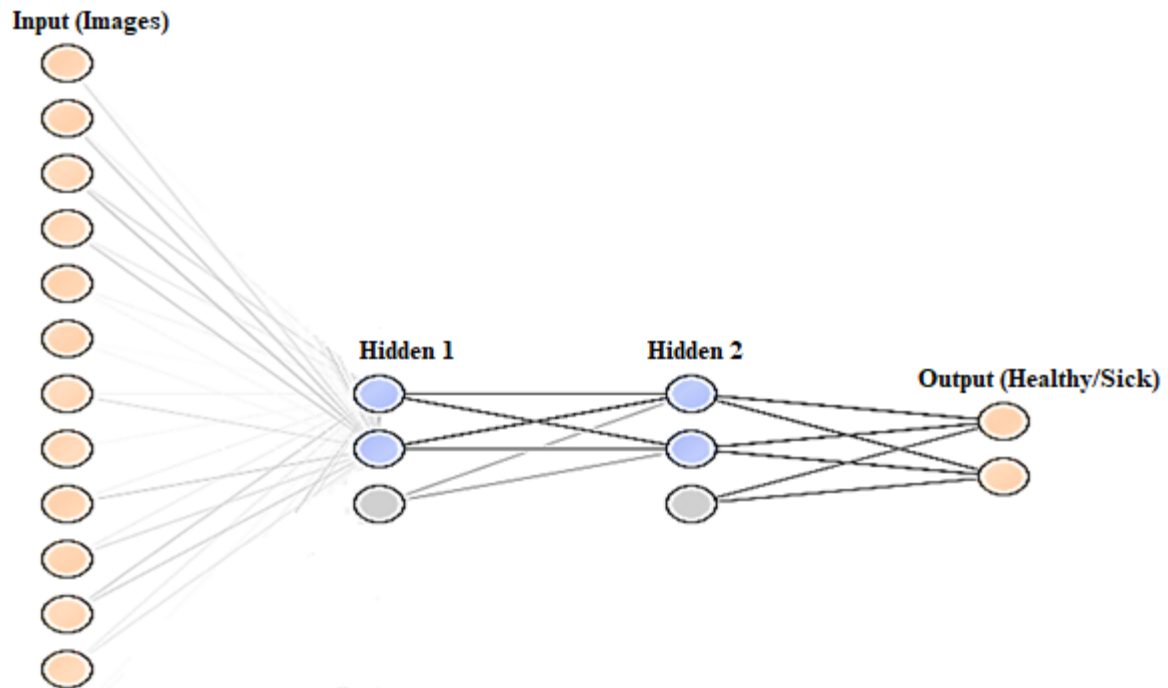 Input (Images)
Hidden 1
Hidden 2
Output (Healthy/Sick)